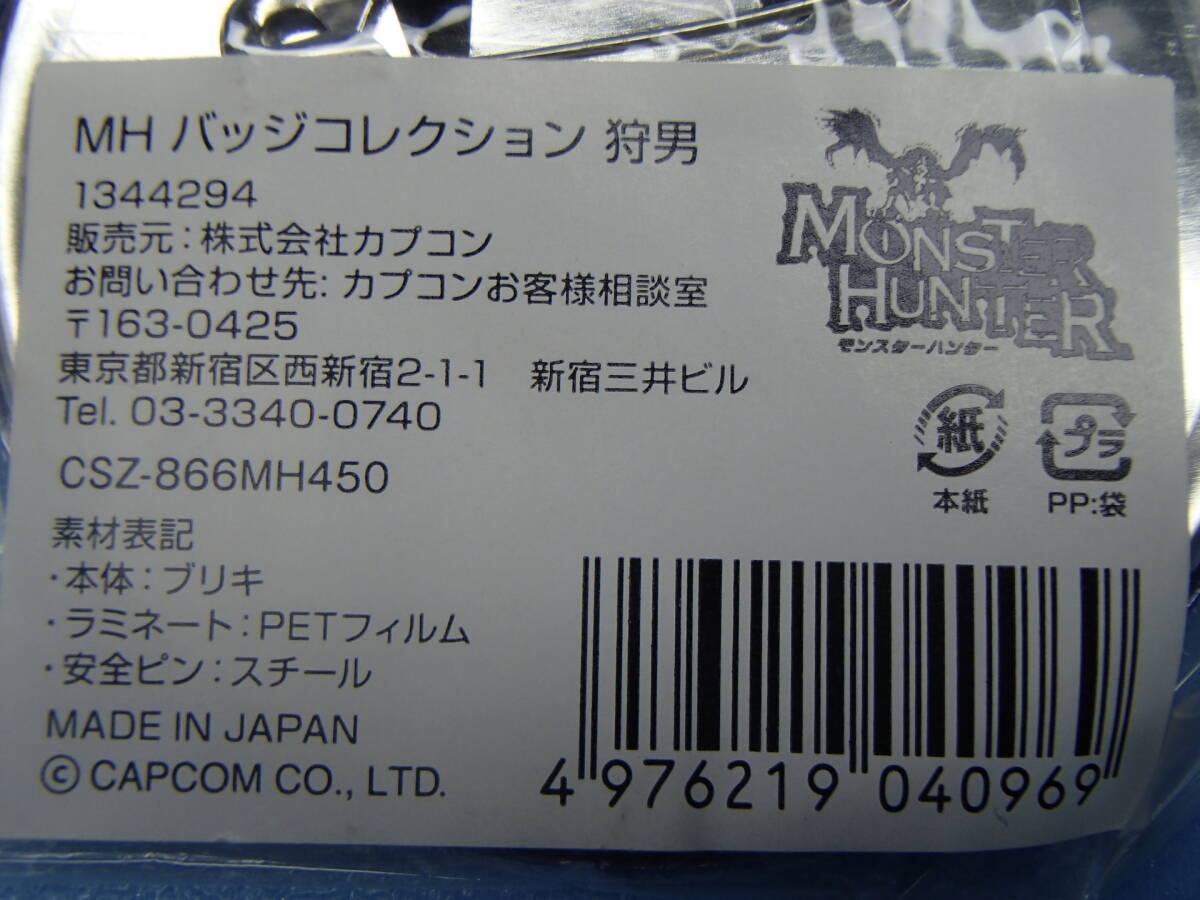 MH バッジコレクション 狩男
1344294
販売元：株式会社カプコン
お問い合わせ先: カプコンお客様相談室
〒163-0425
東京都新宿区西新宿2-1-1　新宿三井ビル
Tel. 03-3340-0740
CSZ-866MH450
素材表記
・本体：ブリキ
・ラミネート：PETフィルム
・安全ピン：スチール
MADE IN JAPAN
© CAPCOM CO., LTD.
MONSTER
HUNTER
モンスターハンター
紙
本紙
プラ
PP:袋
4 976219 040969